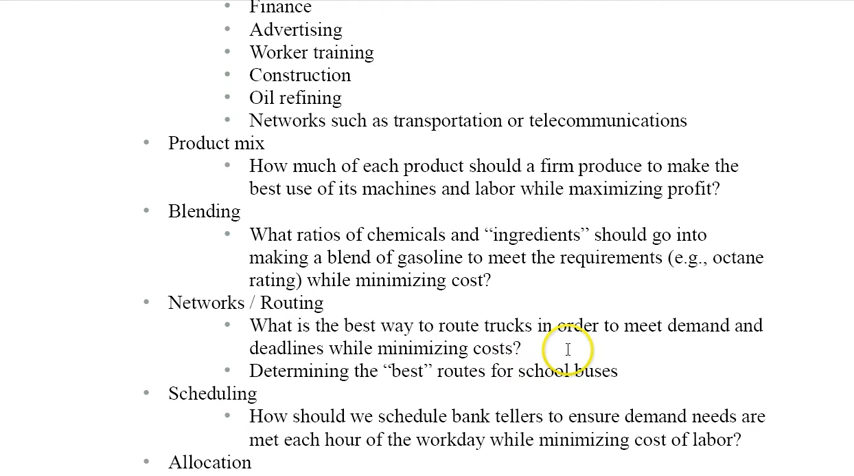 Finance
Advertising
Worker training
Construction
Oil refining
Networks such as transportation or telecommunications
Product mix
How much of each product should a firm produce to make the
best use of its machines and labor while maximizing profit?
Blending
What ratios of chemicals and “ingredients” should go into
making a blend of gasoline to meet the requirements (e.g., octane
rating) while minimizing cost?
Networks / Routing
What is the best way to route trucks in order to meet demand and
deadlines while minimizing costs?
Determining the “best” routes for school buses
Scheduling
How should we schedule bank tellers to ensure demand needs are
met each hour of the workday while minimizing cost of labor?
Allocation